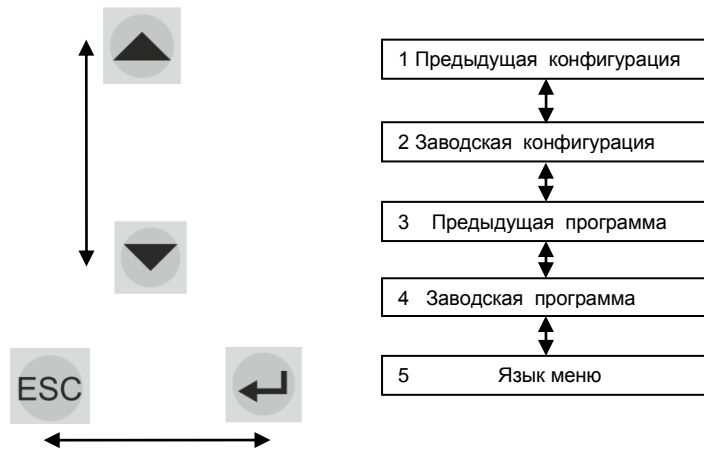 1 Предыдущая конфигурация
2 Заводская конфигурация
3 Предыдущая программа
4 Заводская программа
5 Язык меню
ESC